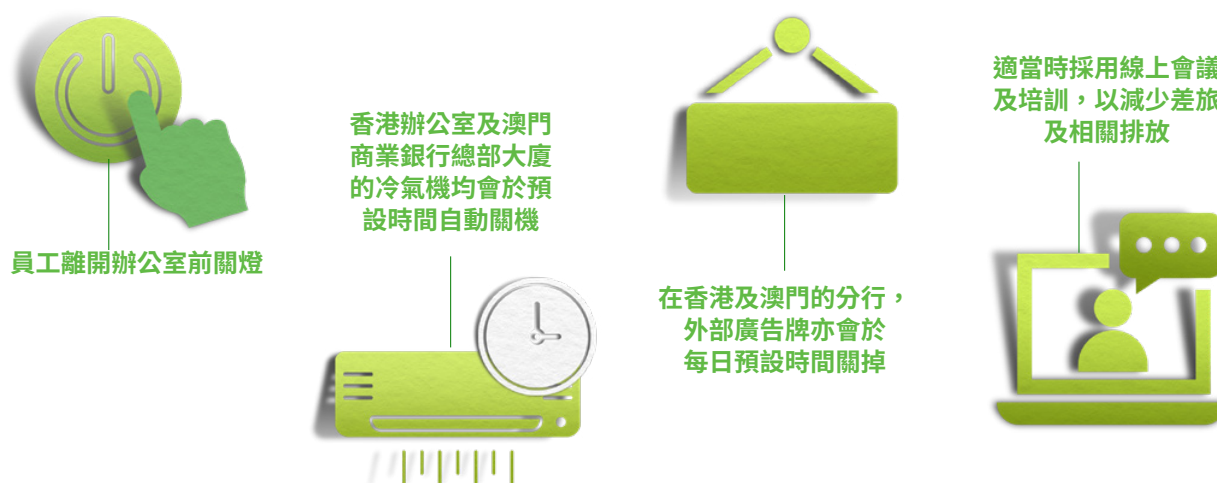 員工離開辦公室前關燈
香港辦公室及澳門
商業銀行總部大廈
的冷氣機均會於預
設時間自動關機
在香港及澳門的分行，
外部廣告牌亦會於
每日預設時間關掉
適當時採用線上會議
及培訓，以減少差旅
及相關排放